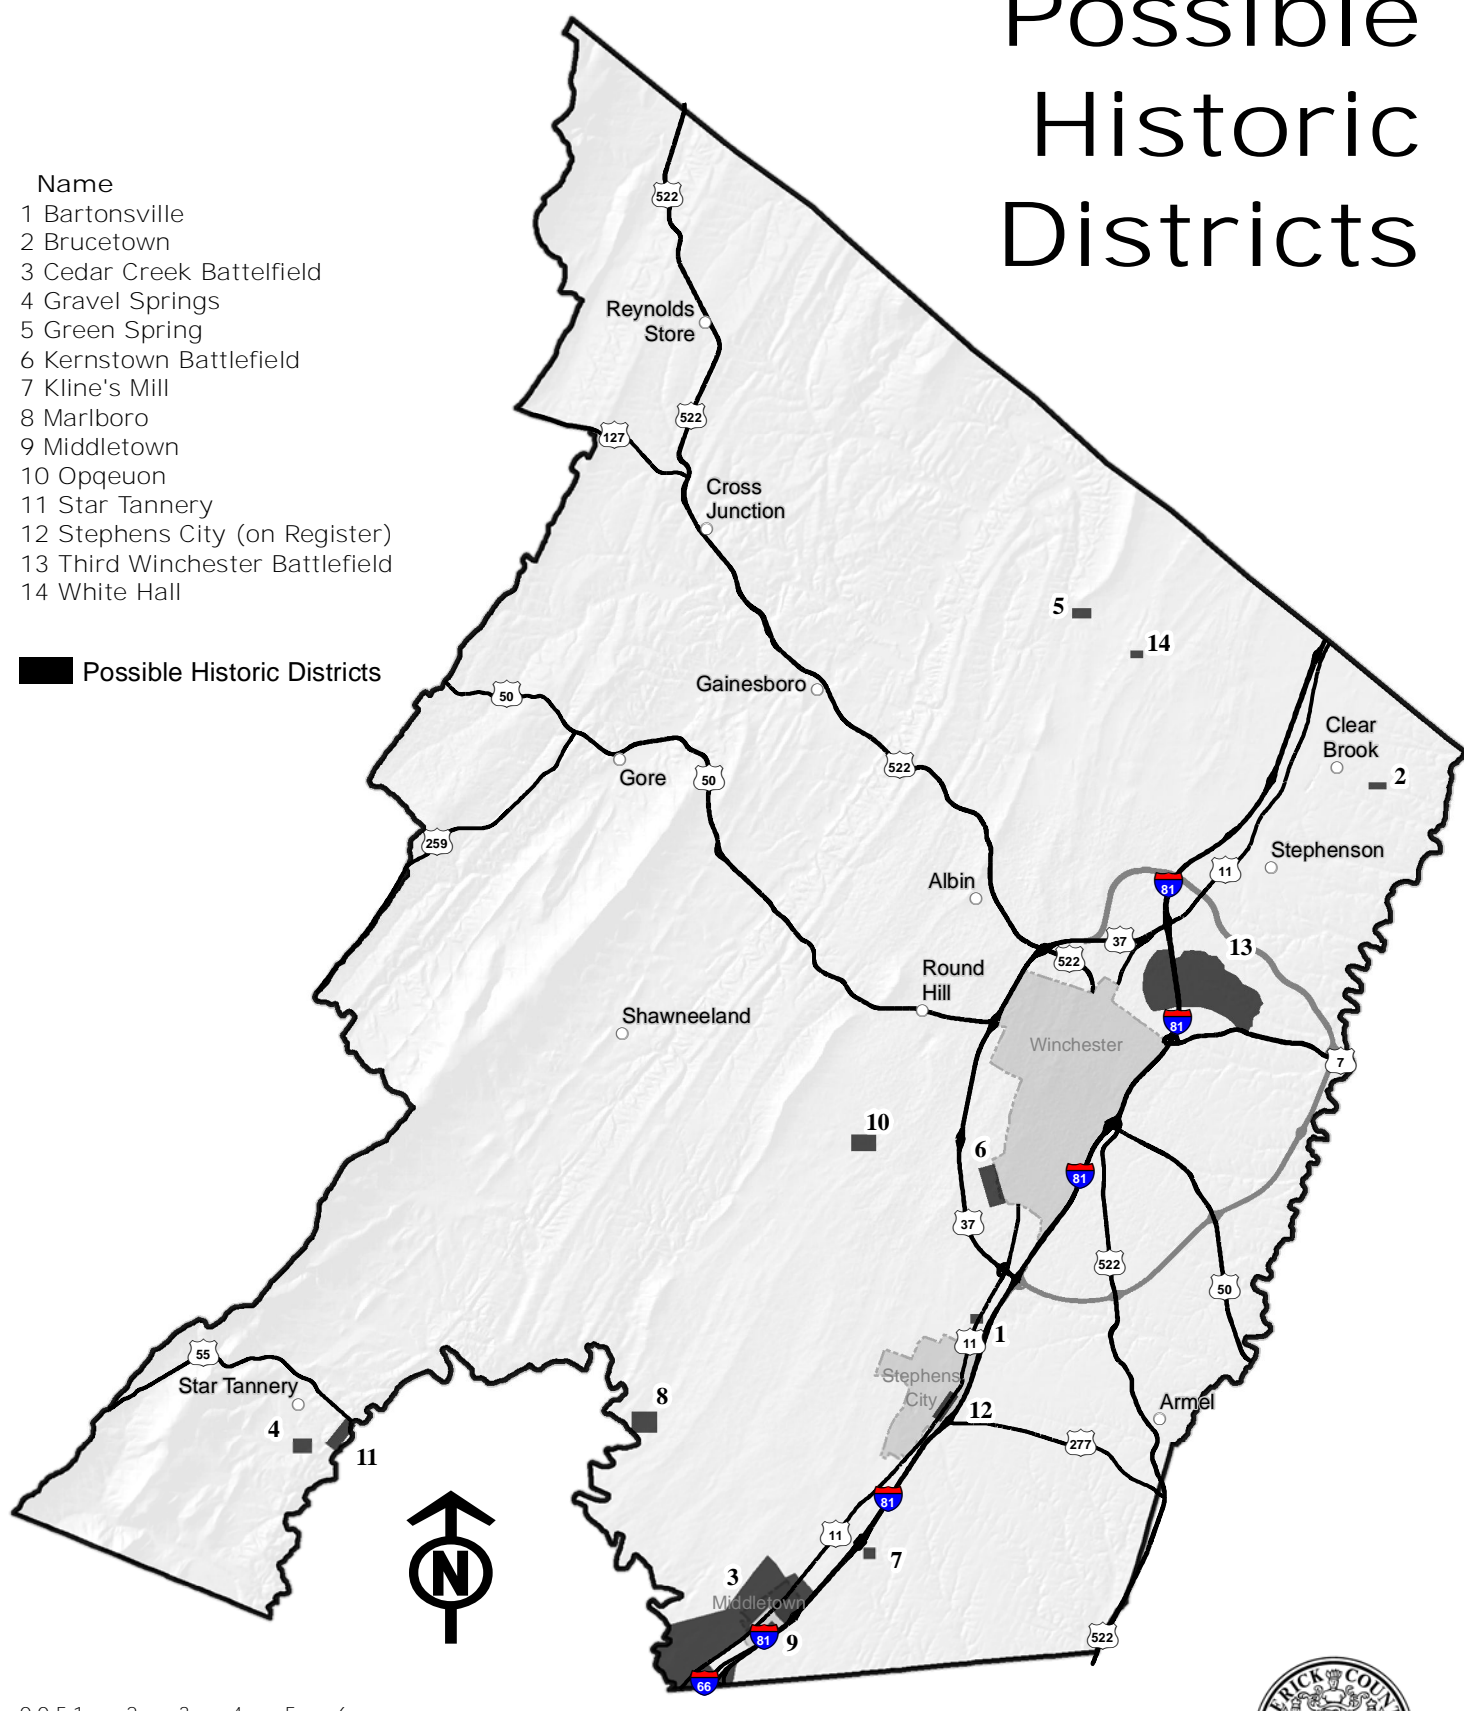 Possible
Historic
Districts
Name
1 Bartonsville
2 Brucetown
3 Cedar Creek Battelfield
4 Gravel Springs
5 Green Spring
6 Kernstown Battlefield
7 Kline's Mill
8 Marlboro
9 Middletown
10 Opqeuon
11 Star Tannery
12 Stephens City (on Register)
13 Third Winchester Battlefield
14 White Hall
Possible Historic Districts
522
Reynolds
Store
522
127
Cross
Junction
5
14
Gainesboro
50
Clear
Brook
522
2
Gore
50
259
Stephenson
11
81
Albin
37
13
522
Round
Hill
Shawneeland
81
Winchester
7
10
6
81
37
522
50
1
11
55
Stephens
City
Star Tannery
8
12
Armel
4
277
11
81
11
7
N
3
Middletown
81
9
522
66
ERICK COUN